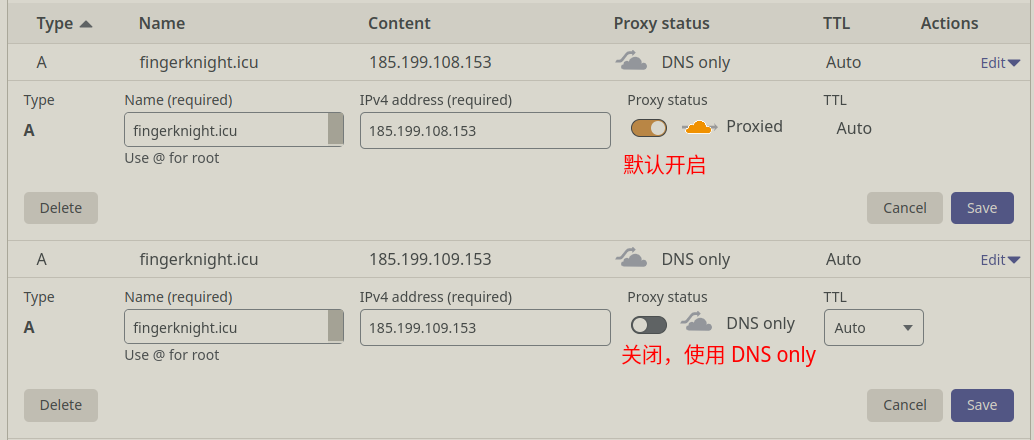 Type Name Content Proxy status TTL Actions
A fingerknight.icu 185.199.108.153 DNS only Auto Edit
Type Name (required) IPv4 address (required) Proxy status TTL
A fingerknight.icu 185.199.108.153 Proxied Auto
Use @ for root
默认开启
Delete Cancel Save
A fingerknight.icu 185.199.109.153 DNS only Auto Edit
Type Name (required) IPv4 address (required) Proxy status TTL
A fingerknight.icu 185.199.109.153 DNS only Auto
Use @ for root
关闭，使用 DNS only
Delete Cancel Save